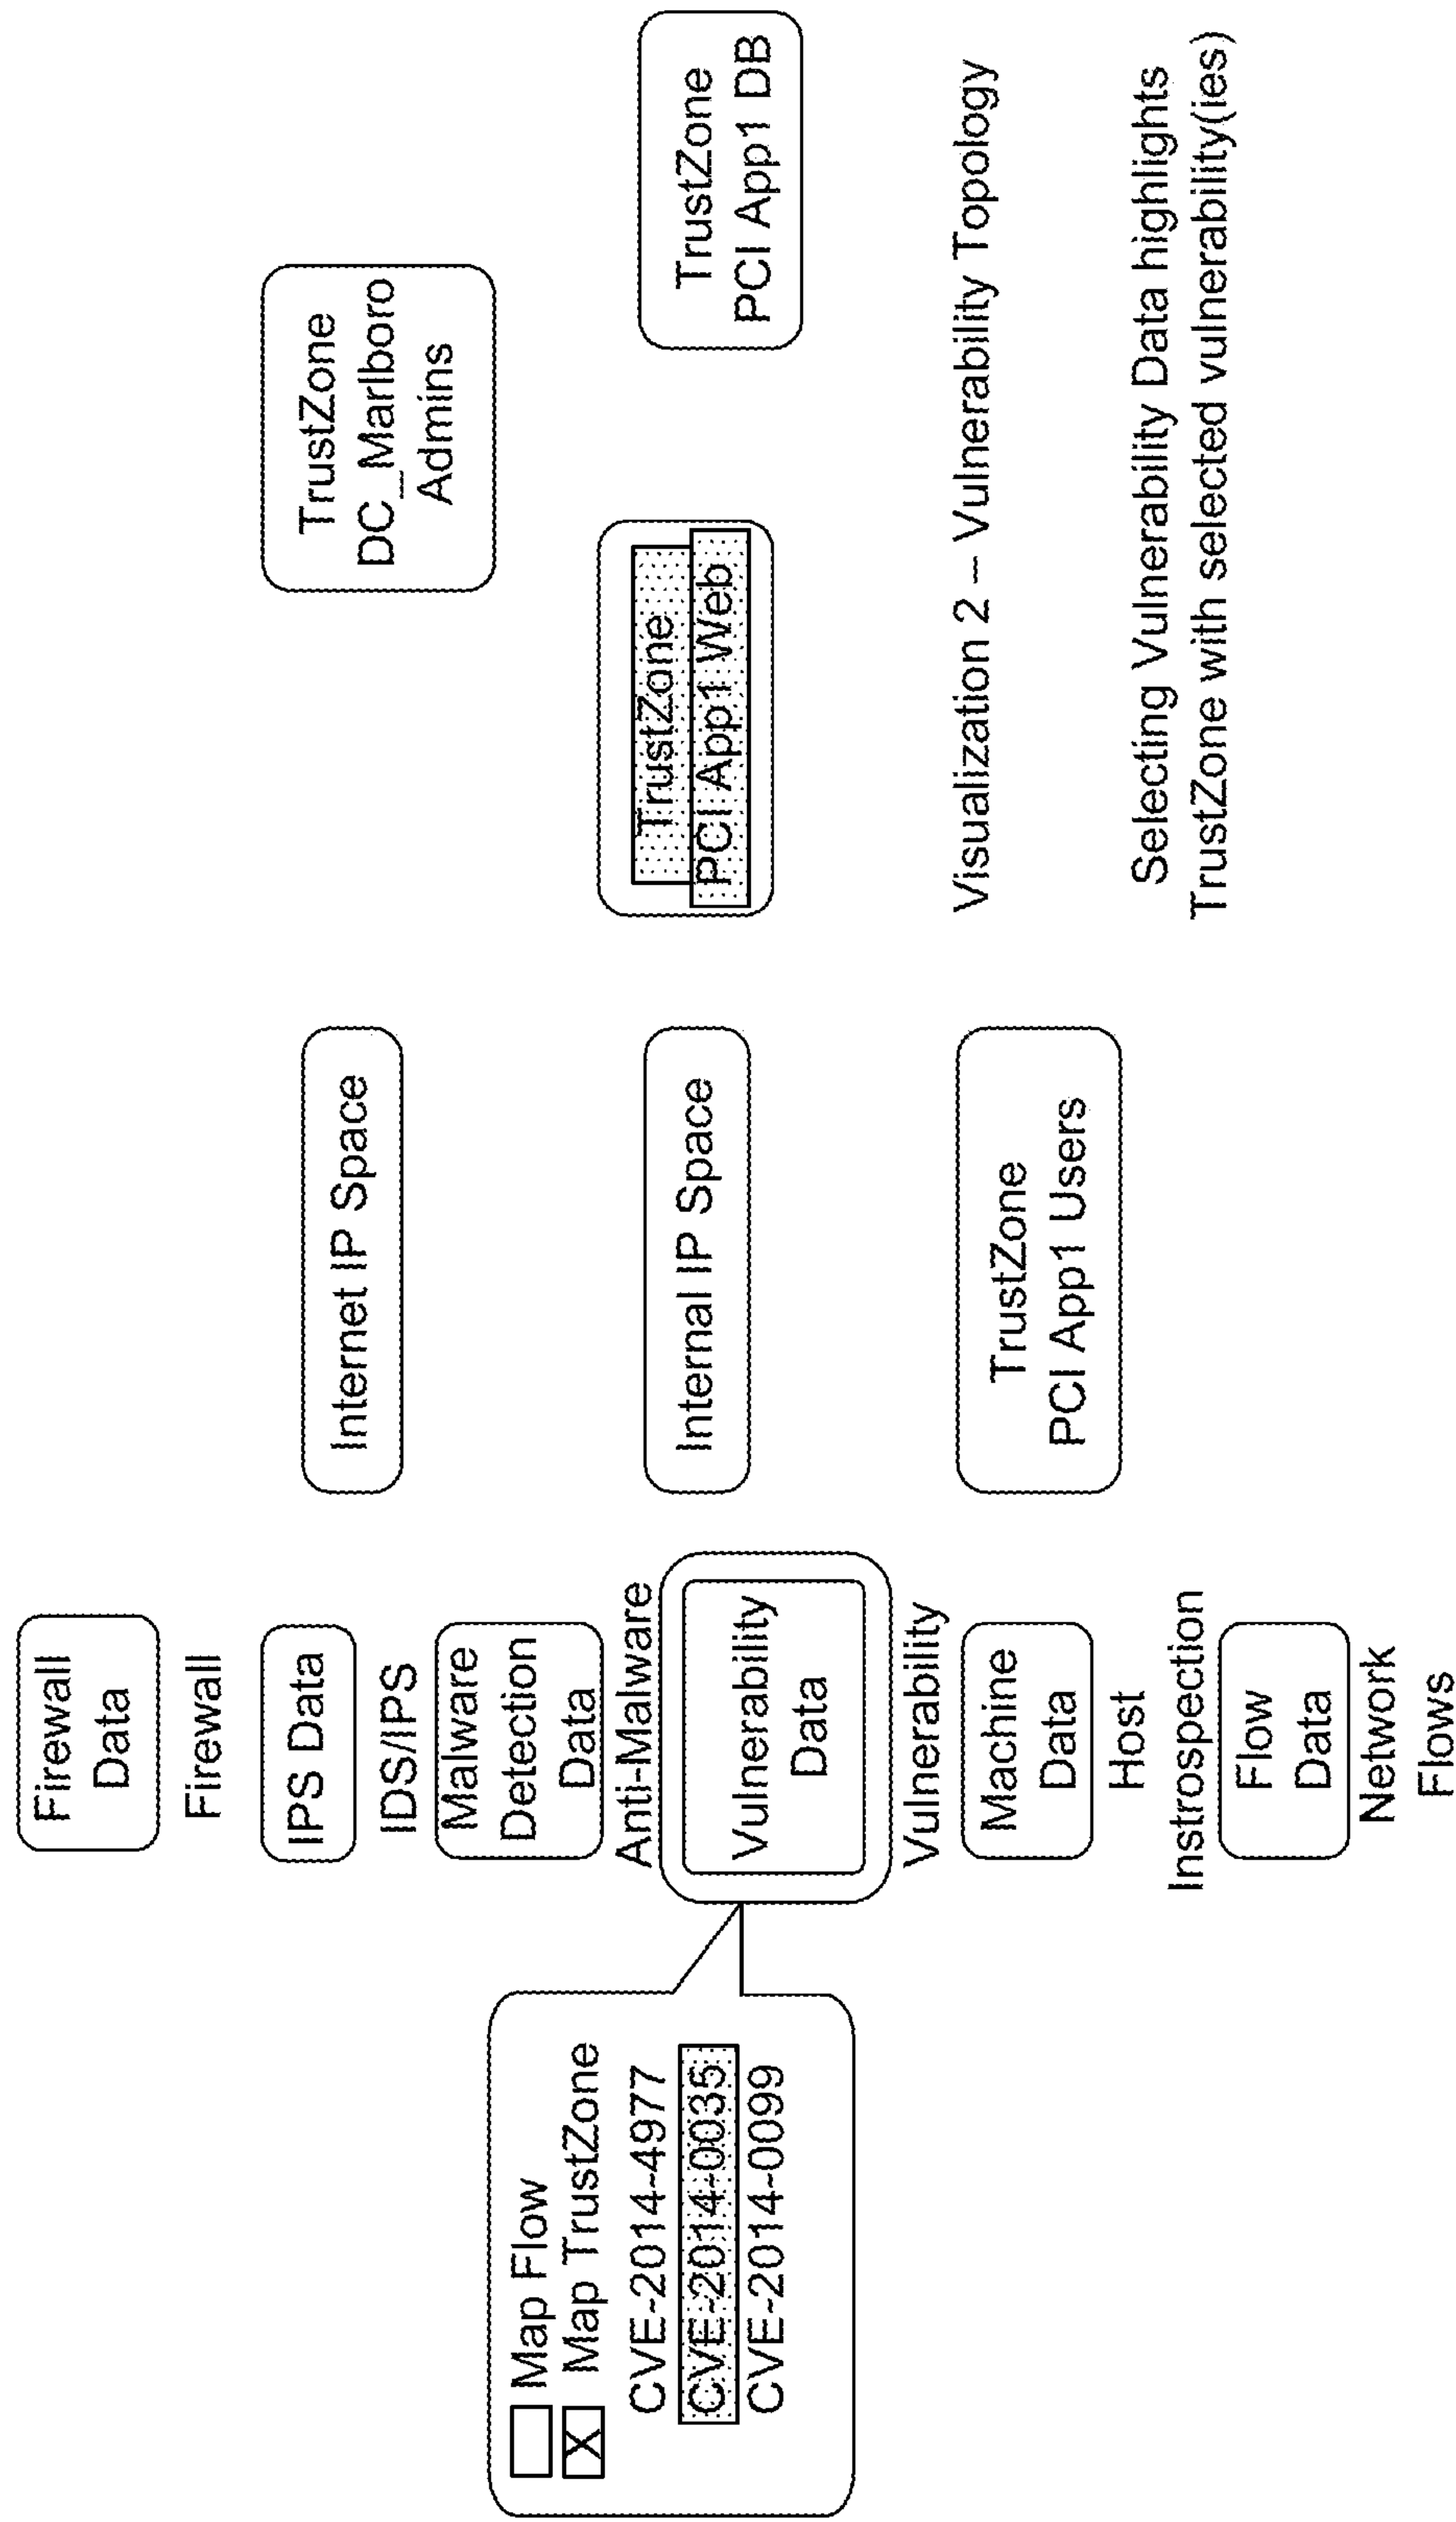 Map Flow
X Map TrustZone
CVE-2014-4977
CVE-2014-0035
CVE-2014-0099
Firewall
Data
Firewall
IPS Data
IDS/IPS
Malware
Detection
Data
Anti-Malware
Vulnerability
Data
Vulnerability
Machine
Data
Host
Instrospection
Flow
Data
Network
Flows
Internet IP Space
Internal IP Space
TrustZone
PCI App1 Users
TrustZone
DC_Marlboro
Admins
TrustZone
PCI App1 Web
TrustZone
PCI App1 DB
Visualization 2 – Vulnerability Topology
Selecting Vulnerability Data highlights
TrustZone with selected vulnerability(ies)